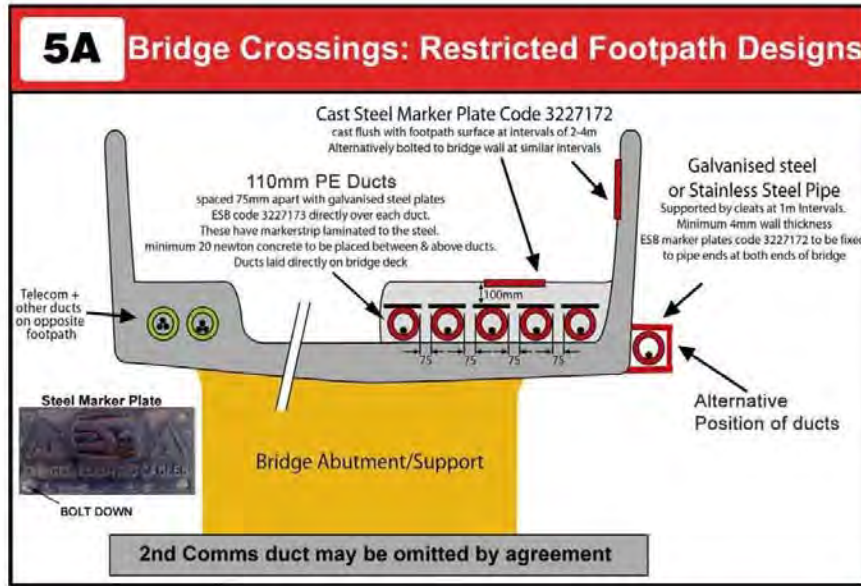 5A
Bridge Crossings: Restricted Footpath Designs
Cast Steel Marker Plate Code 3227172
cast flush with footpath surface at intervals of 2-4m
Alternatively bolted to bridge wall at similar intervals
110mm PE Ducts
spaced 75mm apart with galvanised steel plates
ESB code 3227173 directly over each duct.
These have markerstrip laminated to the steel.
minimum 20 newton concrete to be placed between & above ducts.
Ducts laid directly on bridge deck
Galvanised steel
or Stainless Steel Pipe
Supported by cleats at 1m Intervals.
Minimum 4mm wall thickness
ESB marker plates code 3227172 to be fixed
to pipe ends at both ends of bridge
Telecom +
other ducts
on opposite
footpath
100mm
75 75 75 75
Alternative
Position of ducts
Steel Marker Plate
BOLT DOWN
Bridge Abutment/Support
2nd Comms duct may be omitted by agreement